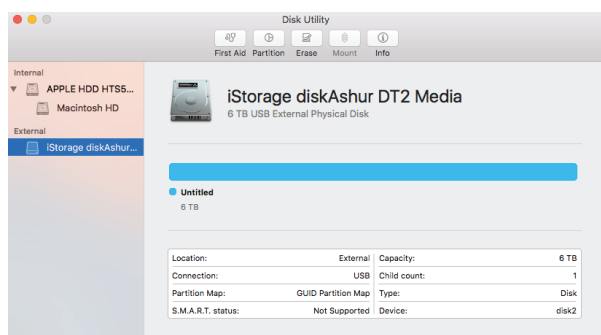 Disk Utility
First Aid Partition Erase Mount Info
Internal
APPLE HDD HTS5...
Macintosh HD
External
iStorage diskAshur...
iStorage diskAshur DT2 Media
6 TB USB External Physical Disk
Untitled
6 TB
Location: External Capacity: 6 TB
Connection: USB Child count: 1
Partition Map: GUID Partition Map Type: Disk
S.M.A.R.T. status: Not Supported Device: disk2